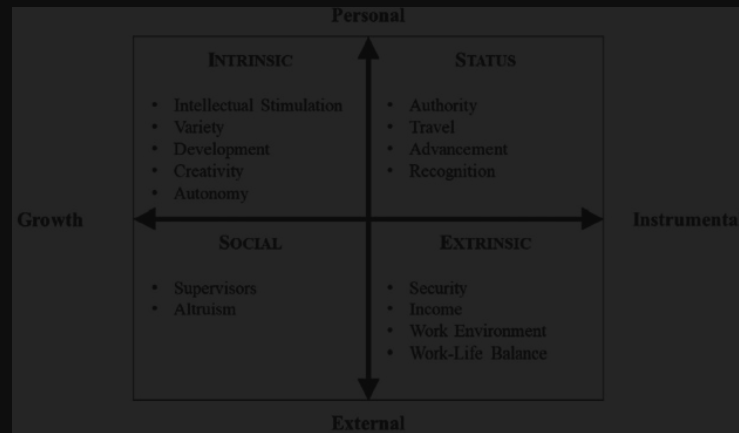 Personal
INTRINSIC
• Intellectual Stimulation
• Variety
• Development
• Creativity
• Autonomy
STATUS
• Authority
• Travel
• Advancement
• Recognition
Growth
Instrumenta
SOCIAL
• Supervisors
• Altruism
EXTRINSIC
• Security
• Income
• Work Environment
• Work-Life Balance
External